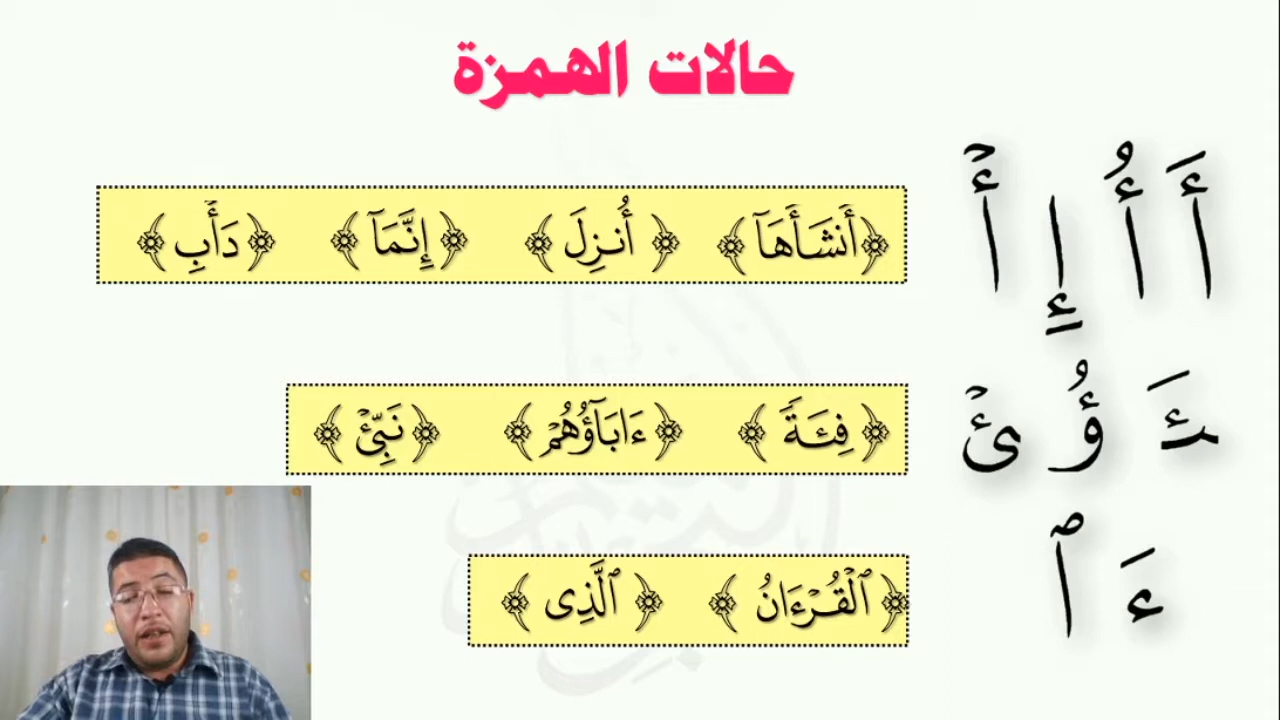 حالات الهمزة
أَ أُ إِ أۡ
﴿أَنشَأَهَآ﴾ ﴿أُنزِلَ﴾ ﴿إِنَّمَآ﴾ ﴿دَأۡبِ﴾
ئَ ؤُ ئۡ
﴿فِئَةٗ﴾ ﴿ءَابَآؤُهُمۡ﴾ ﴿نَبِّئۡ﴾
ءَ ٱ
﴿ٱلۡقُرۡءَانُ﴾ ﴿ٱلَّذِى﴾